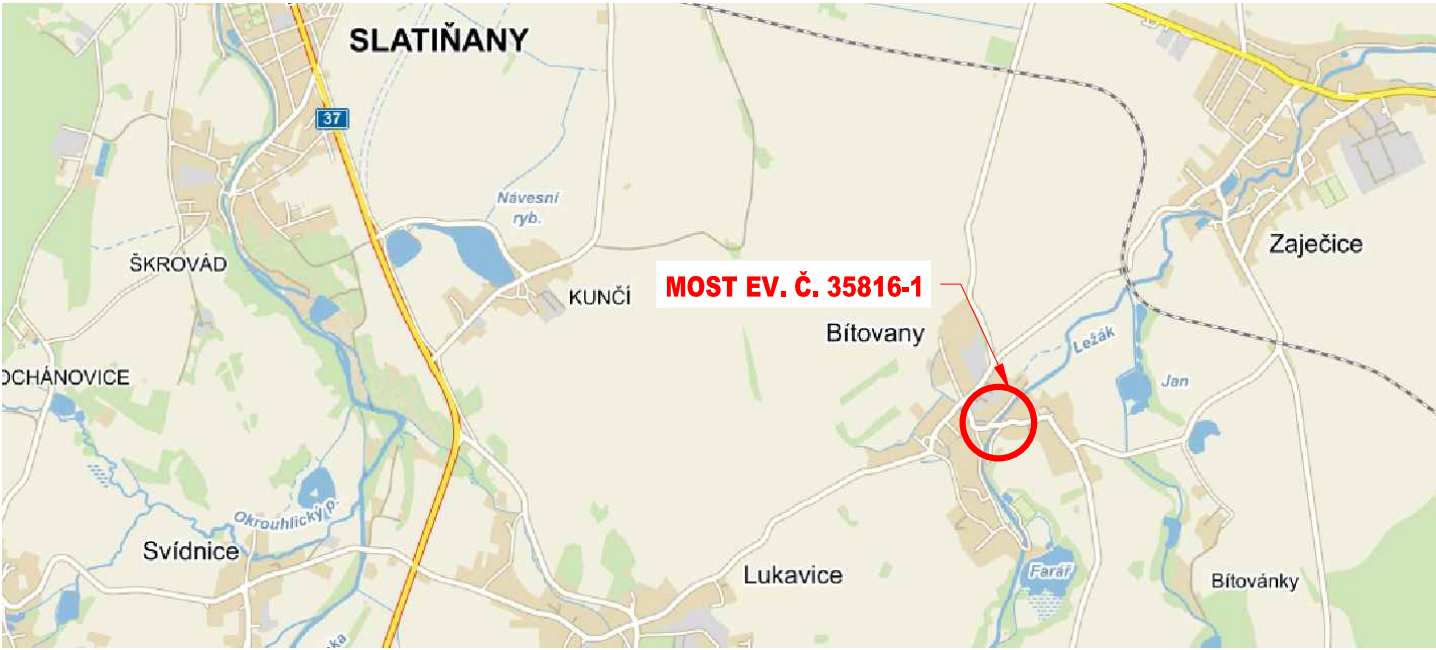 SLATIŇANY
37
Návesní
ryb.
ŠKROVÁD
KUNČÍ
MOST EV. Č. 35816-1
Zaječice
Bítovany
Ležák
Jan
OCHÁNOVICE
Okrouhlický p.
Svídnice
Lukavice
Farář
Bítovánky
ka